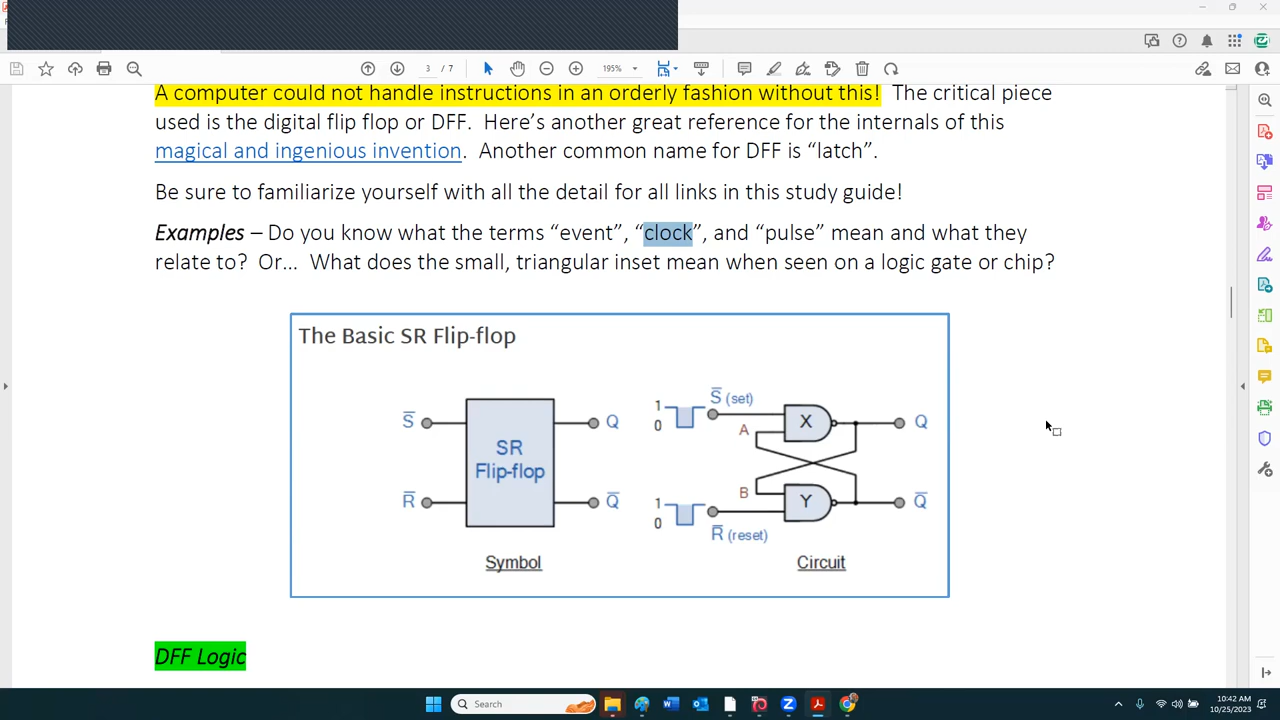 3 / 7
195%
A computer could not handle instructions in an orderly fashion without this!  The critical piece
used is the digital flip flop or DFF.  Here’s another great reference for the internals of this
magical and ingenious invention.  Another common name for DFF is “latch”.
Be sure to familiarize yourself with all the detail for all links in this study guide!
Examples – Do you know what the terms “event”, “clock”, and “pulse” mean and what they
relate to?  Or…  What does the small, triangular inset mean when seen on a logic gate or chip?
The Basic SR Flip-flop
S̅
R̅
SR
Flip-flop
Q
Q̅
Symbol
1
0
S̅ (set)
A
X
Q
B
Y
Q̅
1
0
R̅ (reset)
Circuit
DFF Logic
Search
10:42 AM
10/25/2023